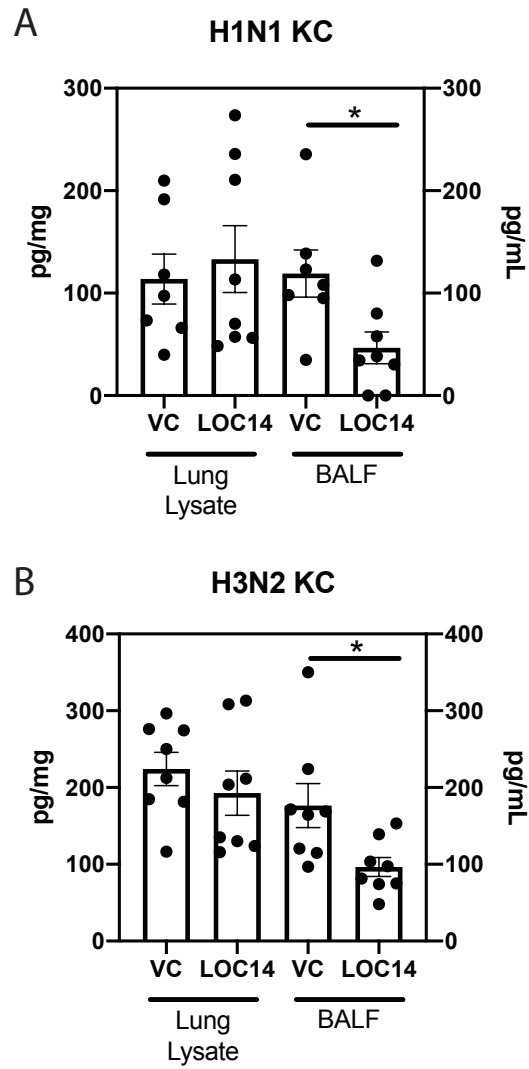 A
H1N1 KC
300 300
*
200 200
pg/mg pg/mL
100 100
0 0
VC LOC14 VC LOC14
Lung BALF
Lysate
B
H3N2 KC
400 400
*
300 300
pg/mg pg/mL
200 200
100 100
0 0
VC LOC14 VC LOC14
Lung BALF
Lysate